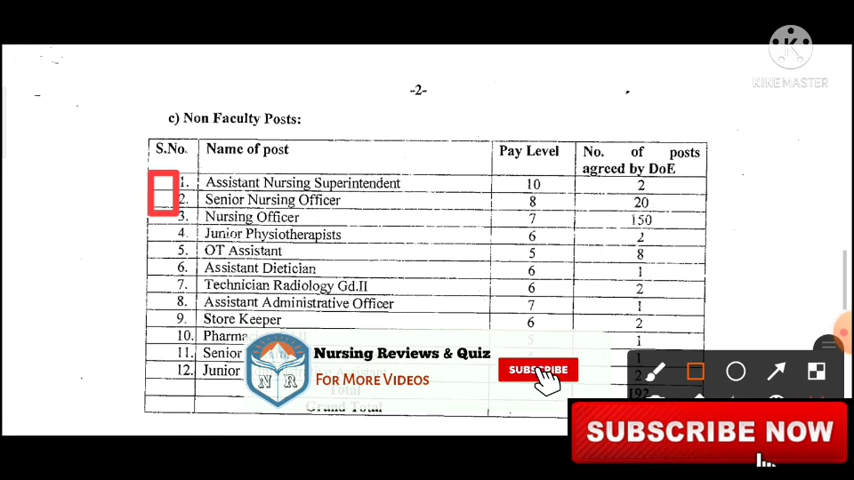 KINEMASTER
-2-
c) Non Faculty Posts:
S.No. Name of post Pay Level No. of posts agreed by DoE
1. Assistant Nursing Superintendent 10 2
2. Senior Nursing Officer 8 20
3. Nursing Officer 7 150
4. Junior Physiotherapists 6 2
5. OT Assistant 5 8
6. Assistant Dietician 6 1
7. Technician Radiology Gd.II 6 2
8. Assistant Administrative Officer 7 1
9. Store Keeper 6 2
10. 1
11. Senior 1
12. Junior 2
Total 192
Grand Total
Nursing Reviews & Quiz
FOR MORE VIDEOS
N R
SUBSCRIBE
SUBSCRIBE NOW